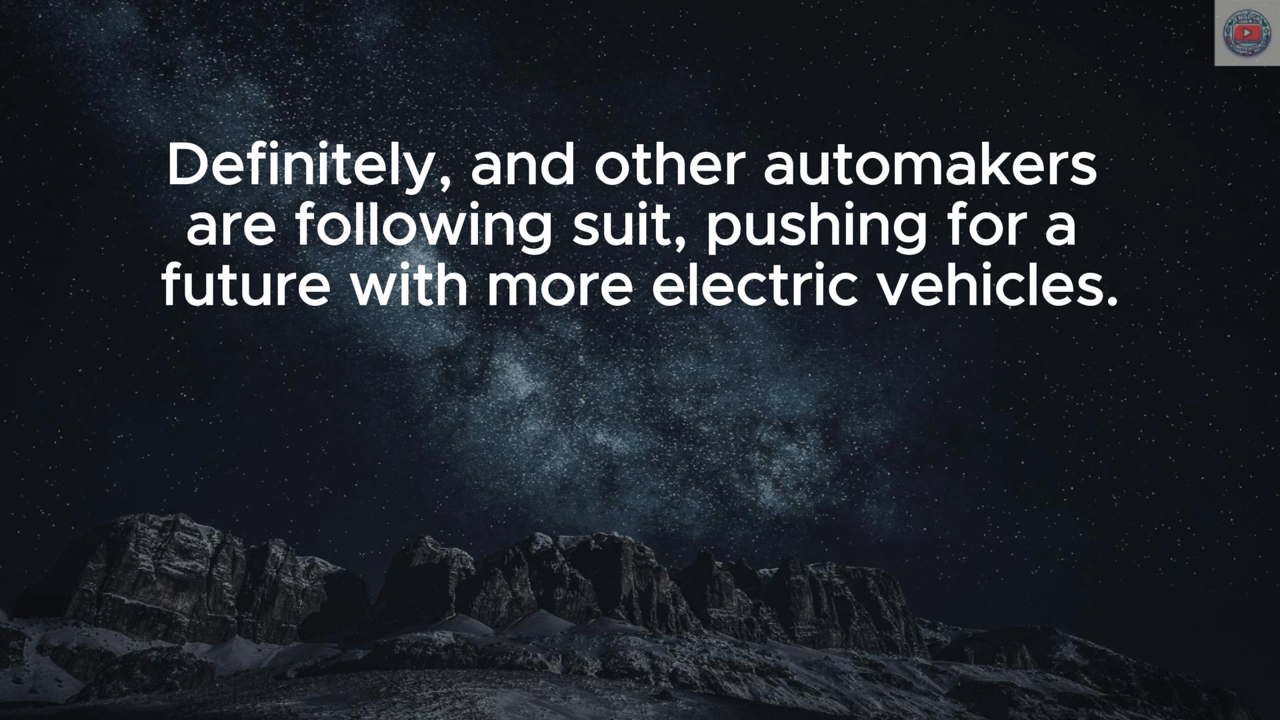 Definitely, and other automakers
are following suit, pushing for a
future with more electric vehicles.